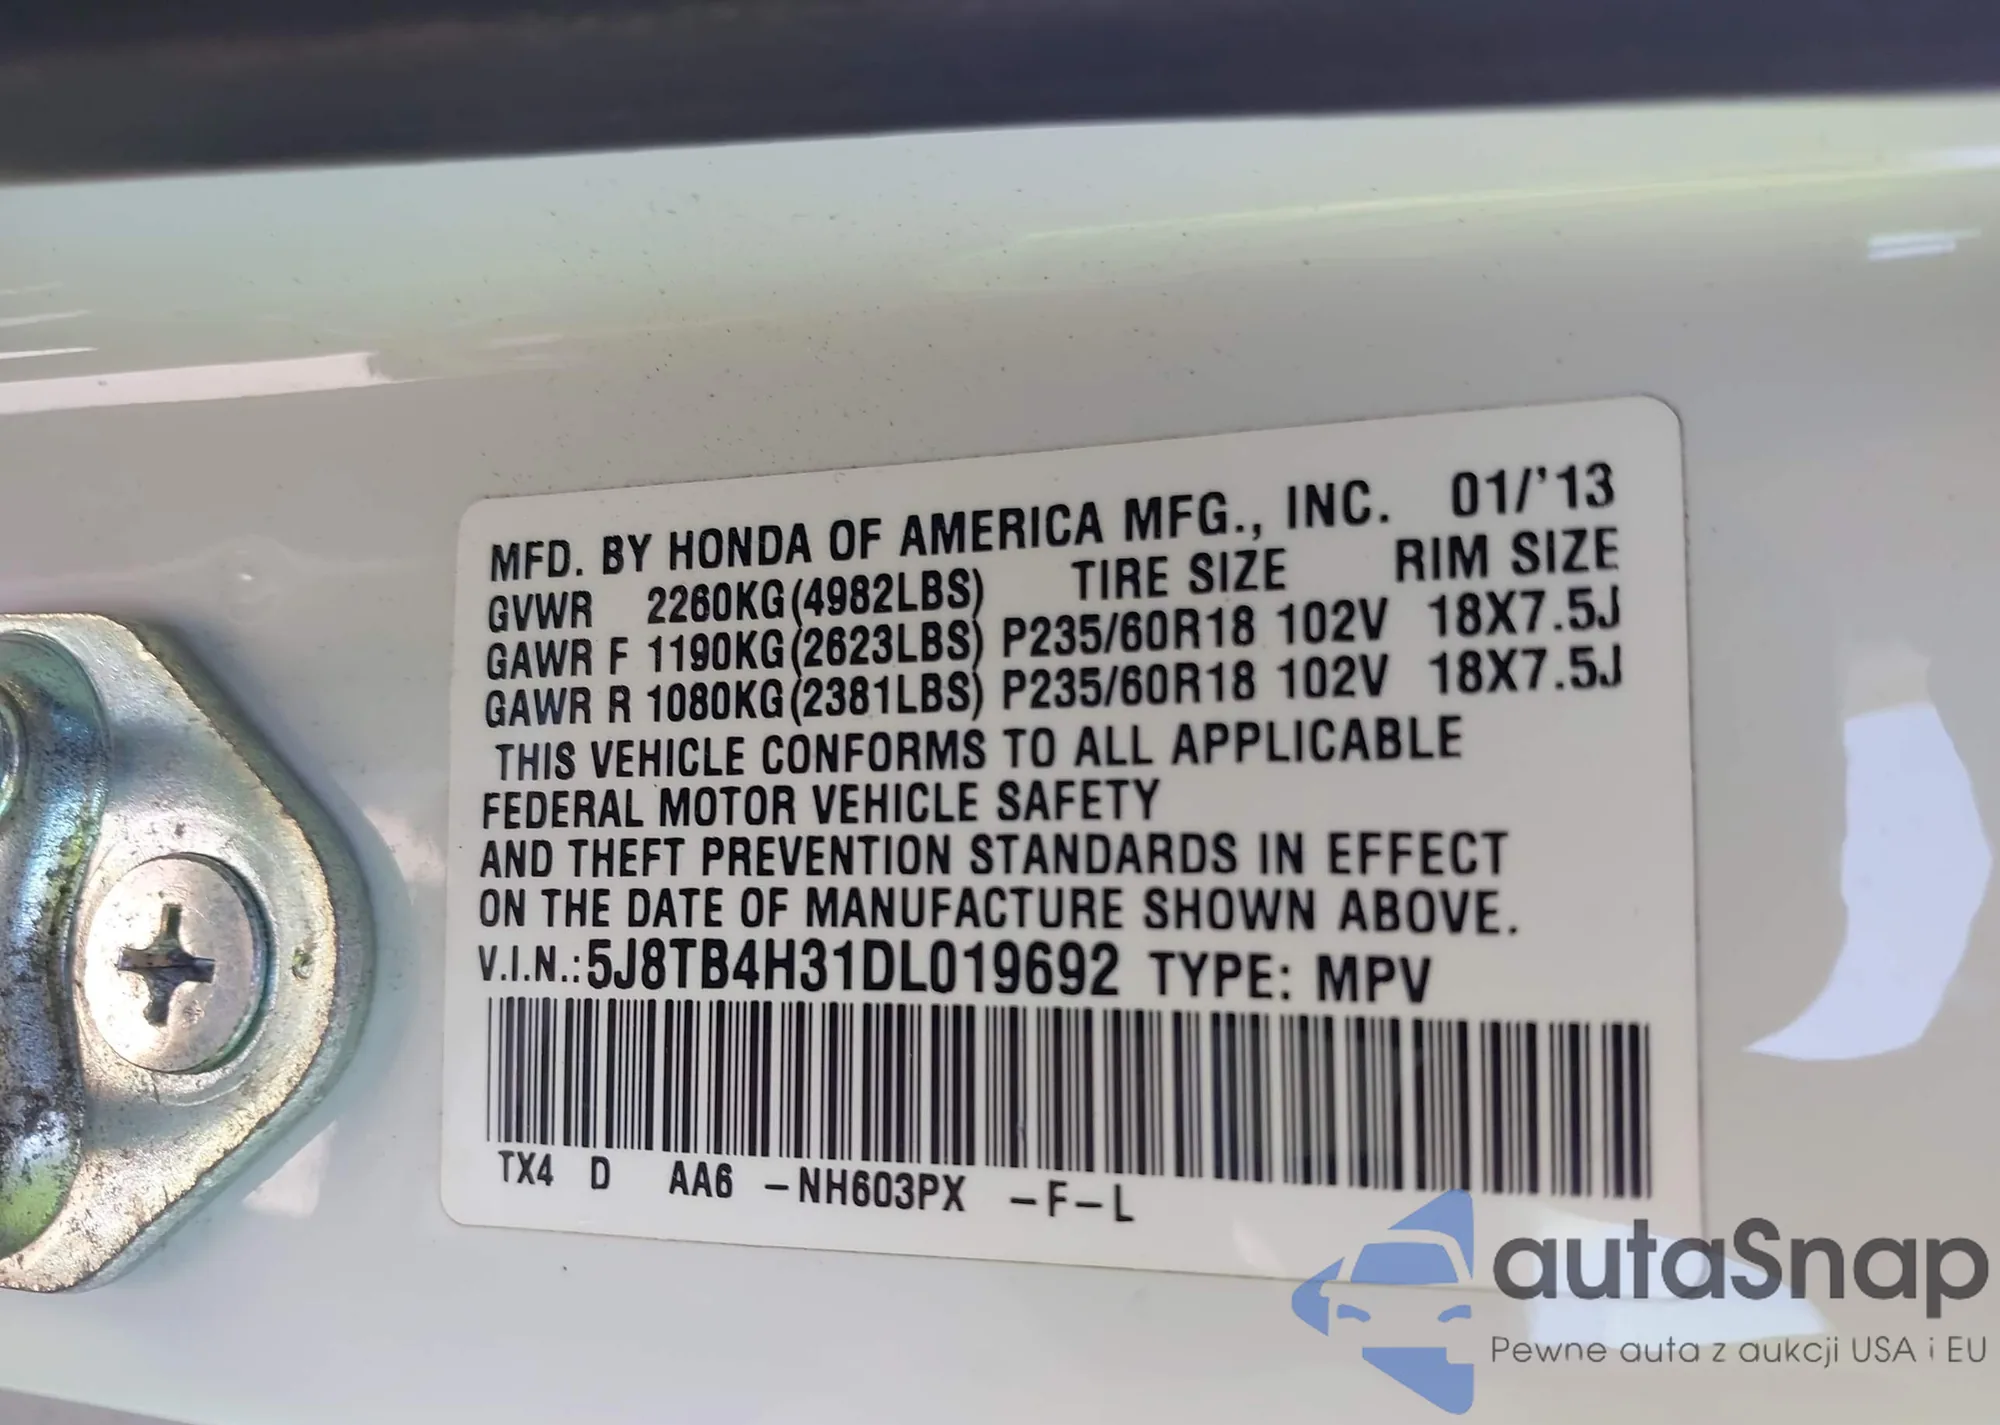 MFD. BY HONDA OF AMERICA MFG., INC. 01/'13
GVWR 2260KG(4982LBS) TIRE SIZE RIM SIZE
GAWR F 1190KG(2623LBS) P235/60R18 102V 18X7.5J
GAWR R 1080KG(2381LBS) P235/60R18 102V 18X7.5J
THIS VEHICLE CONFORMS TO ALL APPLICABLE
FEDERAL MOTOR VEHICLE SAFETY
AND THEFT PREVENTION STANDARDS IN EFFECT
ON THE DATE OF MANUFACTURE SHOWN ABOVE.
V.I.N.:5J8TB4H31DL019692 TYPE: MPV
TX4 D AA6 -NH603PX -F-L
autaSnap
Pewne auta z aukcji USA i EU